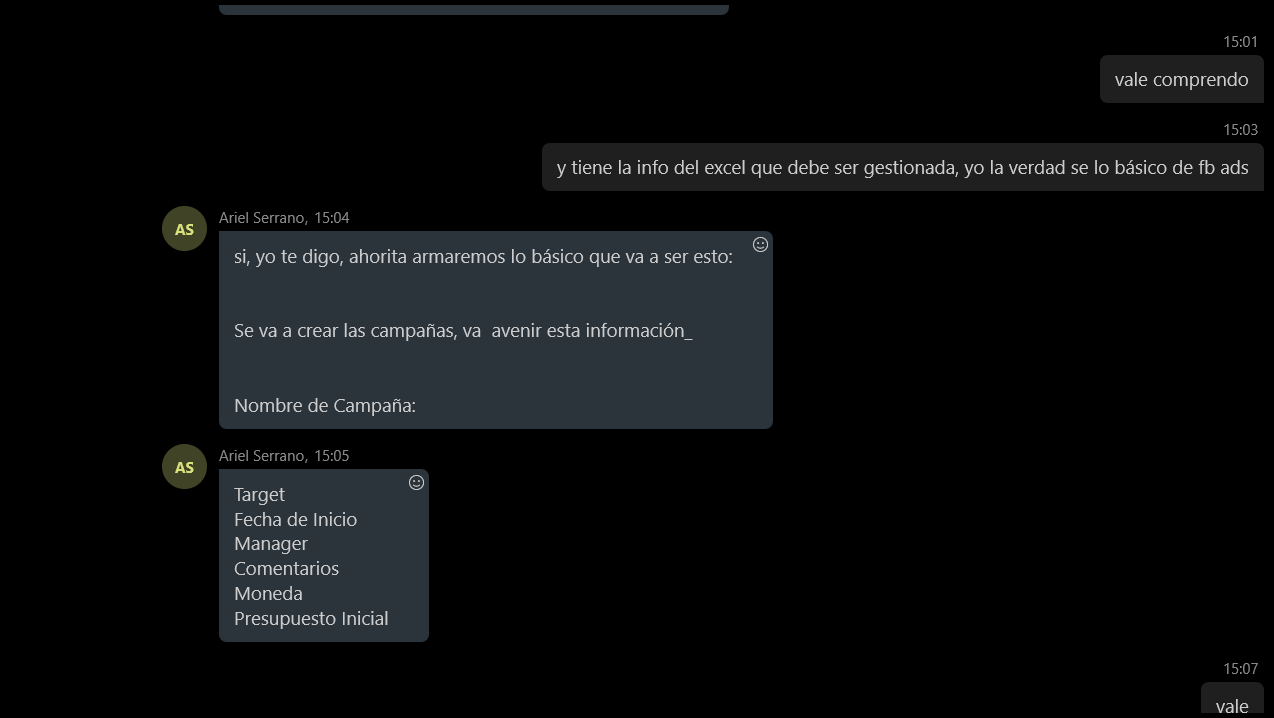 15:01
vale comprendo
15:03
y tiene la info del excel que debe ser gestionada, yo la verdad se lo básico de fb ads
AS
Ariel Serrano, 15:04
si, yo te digo, ahorita armaremos lo básico que va a ser esto:
Se va a crear las campañas, va  avenir esta información_
Nombre de Campaña:
AS
Ariel Serrano, 15:05
Target
Fecha de Inicio
Manager
Comentarios
Moneda
Presupuesto Inicial
15:07
vale